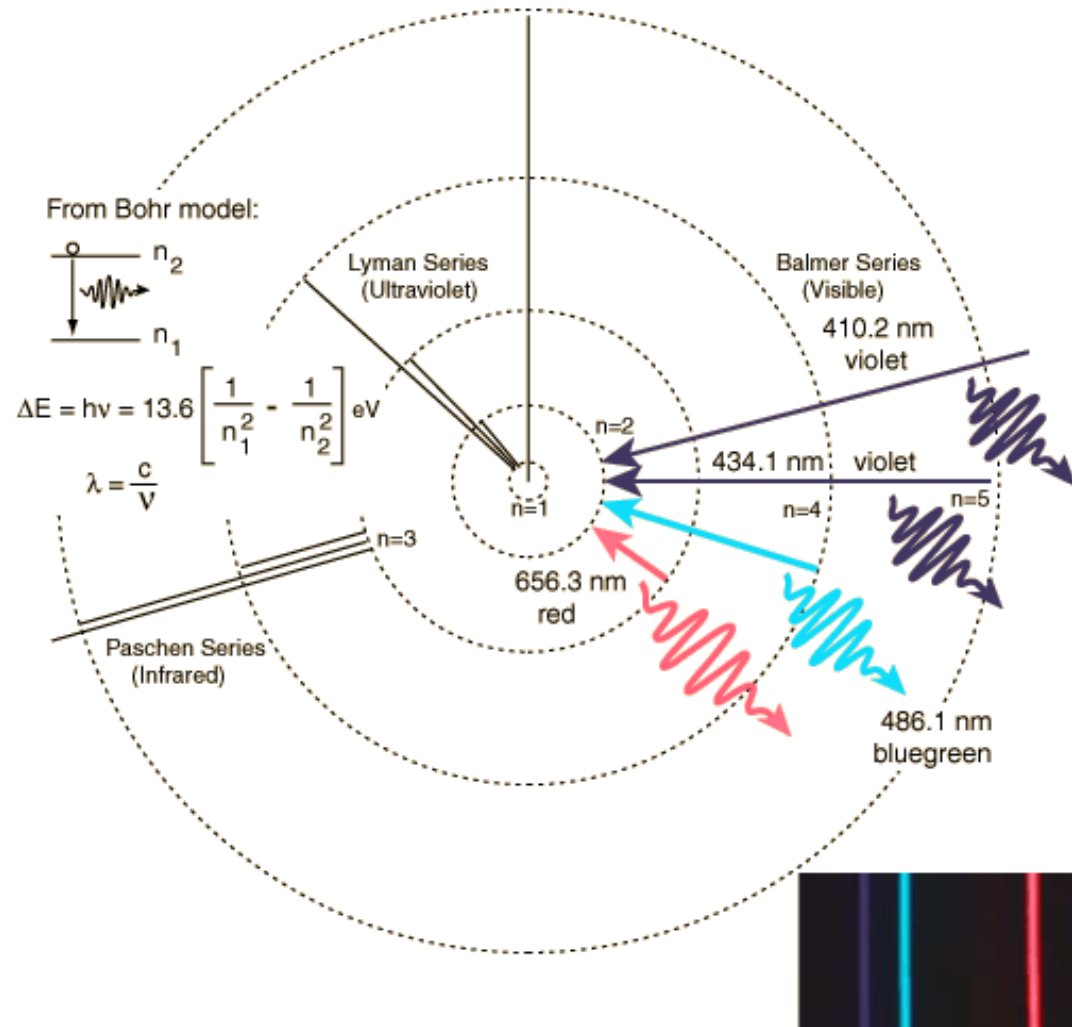 From Bohr model:
n₂
n₁
ΔE = hν = 13.6 [ 1/n₁² - 1/n₂² ] eV
λ = c/ν
Lyman Series
(Ultraviolet)
Balmer Series
(Visible)
410.2 nm
violet
n=2
434.1 nm violet
n=1
n=4
n=5
n=3
656.3 nm
red
Paschen Series
(Infrared)
486.1 nm
bluegreen